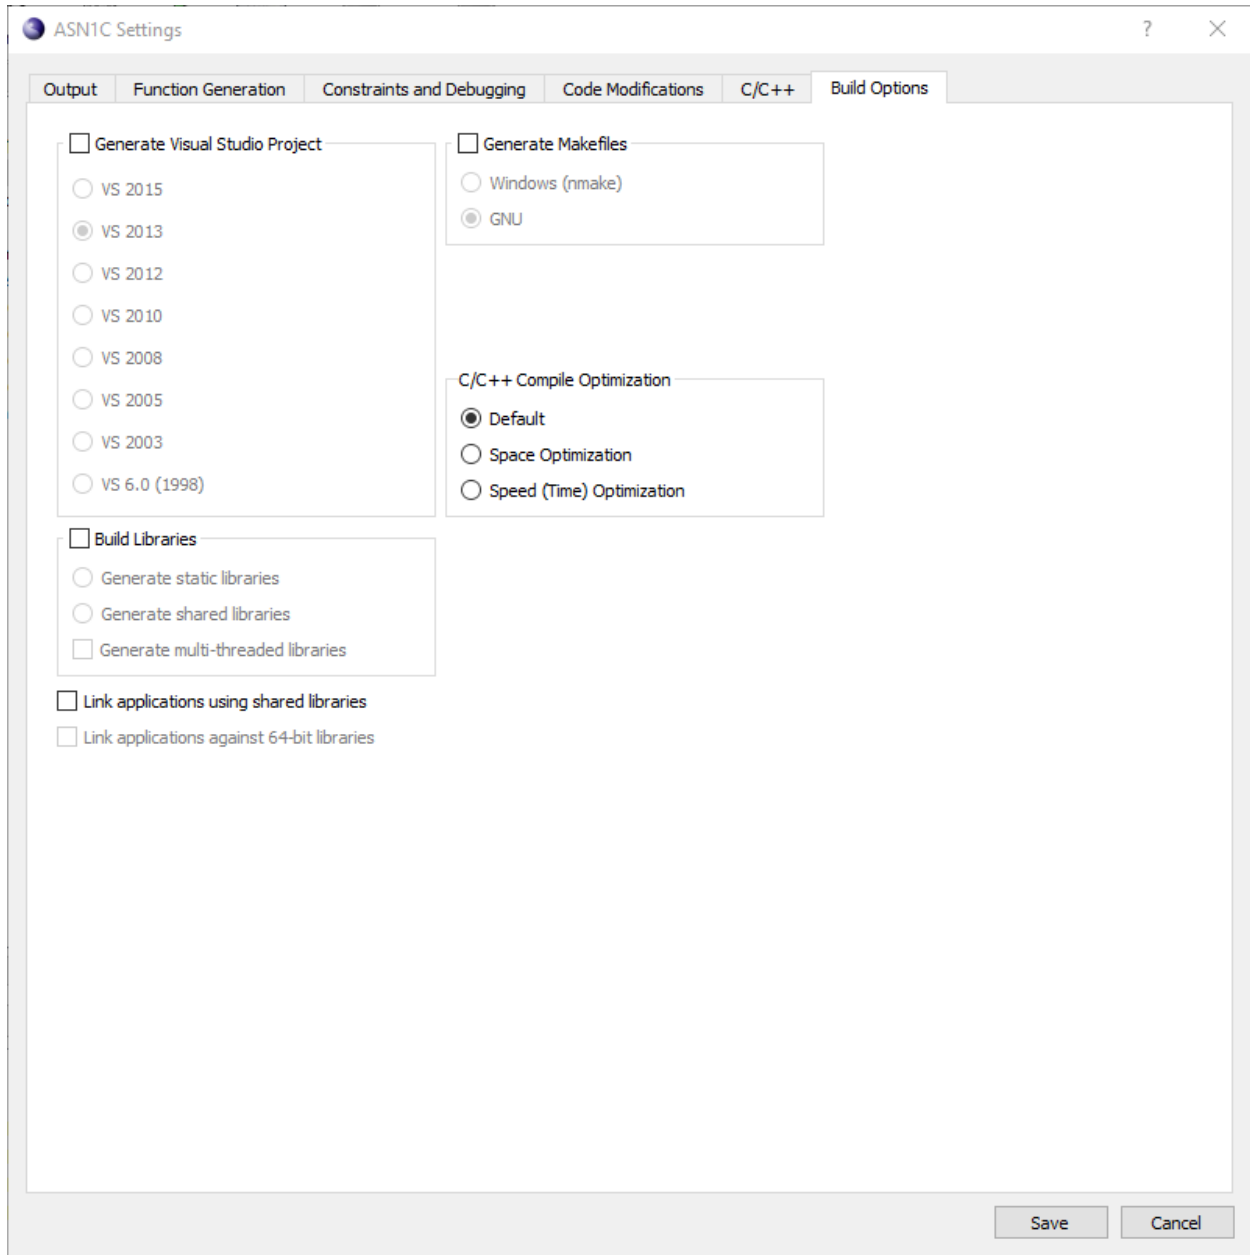 ASN1C Settings
Output Function Generation Constraints and Debugging Code Modifications C/C++ Build Options
Generate Visual Studio Project
VS 2015
VS 2013
VS 2012
VS 2010
VS 2008
VS 2005
VS 2003
VS 6.0 (1998)
Generate Makefiles
Windows (nmake)
GNU
C/C++ Compile Optimization
Default
Space Optimization
Speed (Time) Optimization
Build Libraries
Generate static libraries
Generate shared libraries
Generate multi-threaded libraries
Link applications using shared libraries
Link applications against 64-bit libraries
Save Cancel